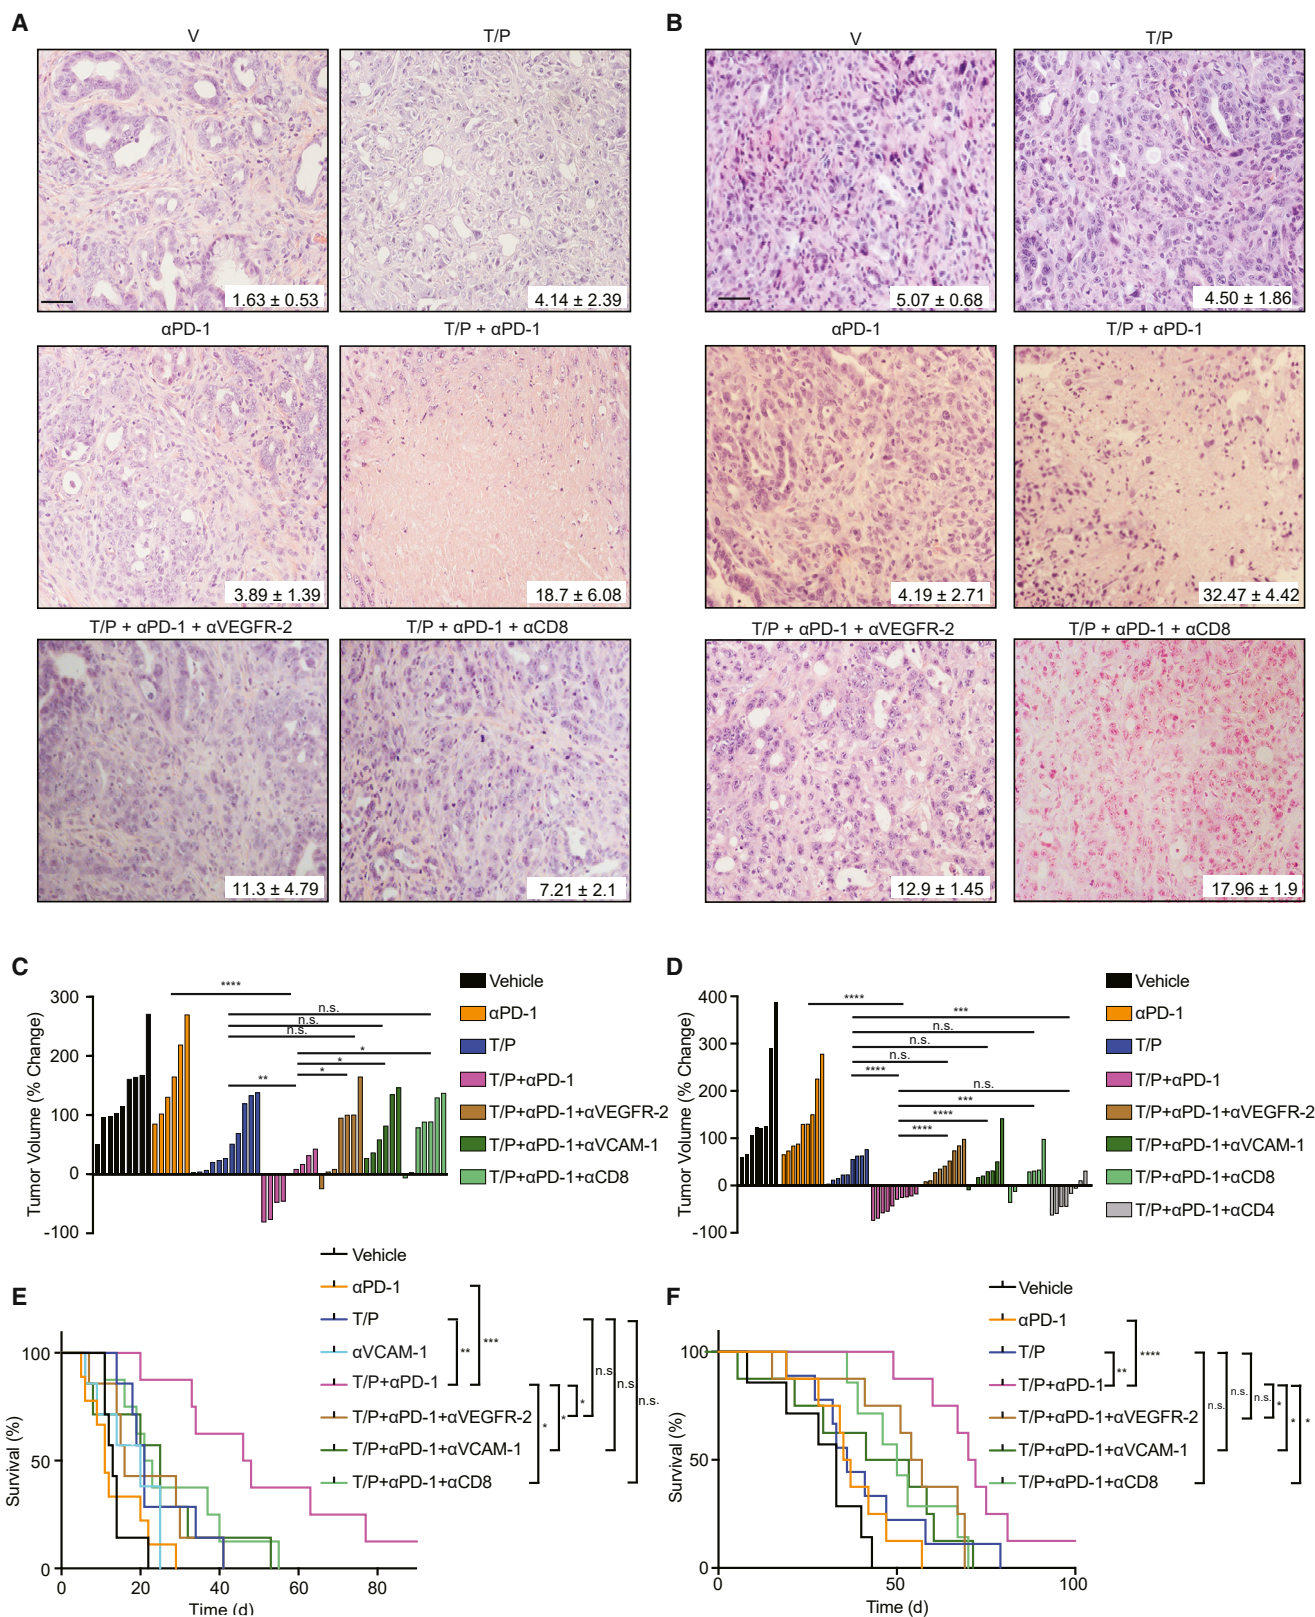 A
B
V
T/P
V
T/P
1.63 ± 0.53
4.14 ± 2.39
5.07 ± 0.68
4.50 ± 1.86
αPD-1
T/P + αPD-1
αPD-1
T/P + αPD-1
3.89 ± 1.39
18.7 ± 6.08
4.19 ± 2.71
32.47 ± 4.42
T/P + αPD-1 + αVEGFR-2
T/P + αPD-1 + αCD8
T/P + αPD-1 + αVEGFR-2
T/P + αPD-1 + αCD8
11.3 ± 4.79
7.21 ± 2.1
12.9 ± 1.45
17.96 ± 1.9
C
Tumor Volume (% Change)
300
200
100
0
-100
****
n.s.
n.s.
n.s.
*
*
*
**
Vehicle
αPD-1
T/P
T/P+αPD-1
T/P+αPD-1+αVEGFR-2
T/P+αPD-1+αVCAM-1
T/P+αPD-1+αCD8
D
Tumor Volume (% Change)
400
300
200
100
0
-100
****
***
n.s.
n.s.
n.s.
****
n.s.
***
****
****
Vehicle
αPD-1
T/P
T/P+αPD-1
T/P+αPD-1+αVEGFR-2
T/P+αPD-1+αVCAM-1
T/P+αPD-1+αCD8
T/P+αPD-1+αCD4
E
Vehicle
αPD-1
T/P
αVCAM-1
T/P+αPD-1
T/P+αPD-1+αVEGFR-2
T/P+αPD-1+αVCAM-1
T/P+αPD-1+αCD8
**
***
*
*
*
n.s.
n.s.
n.s.
Survival (%)
100
50
0
0
20
40
60
80
Time (d)
F
Vehicle
αPD-1
T/P
T/P+αPD-1
T/P+αPD-1+αVEGFR-2
T/P+αPD-1+αVCAM-1
T/P+αPD-1+αCD8
**
****
n.s.
n.s.
n.s.
n.s.
*
*
*
Survival (%)
100
50
0
0
50
100
Time (d)